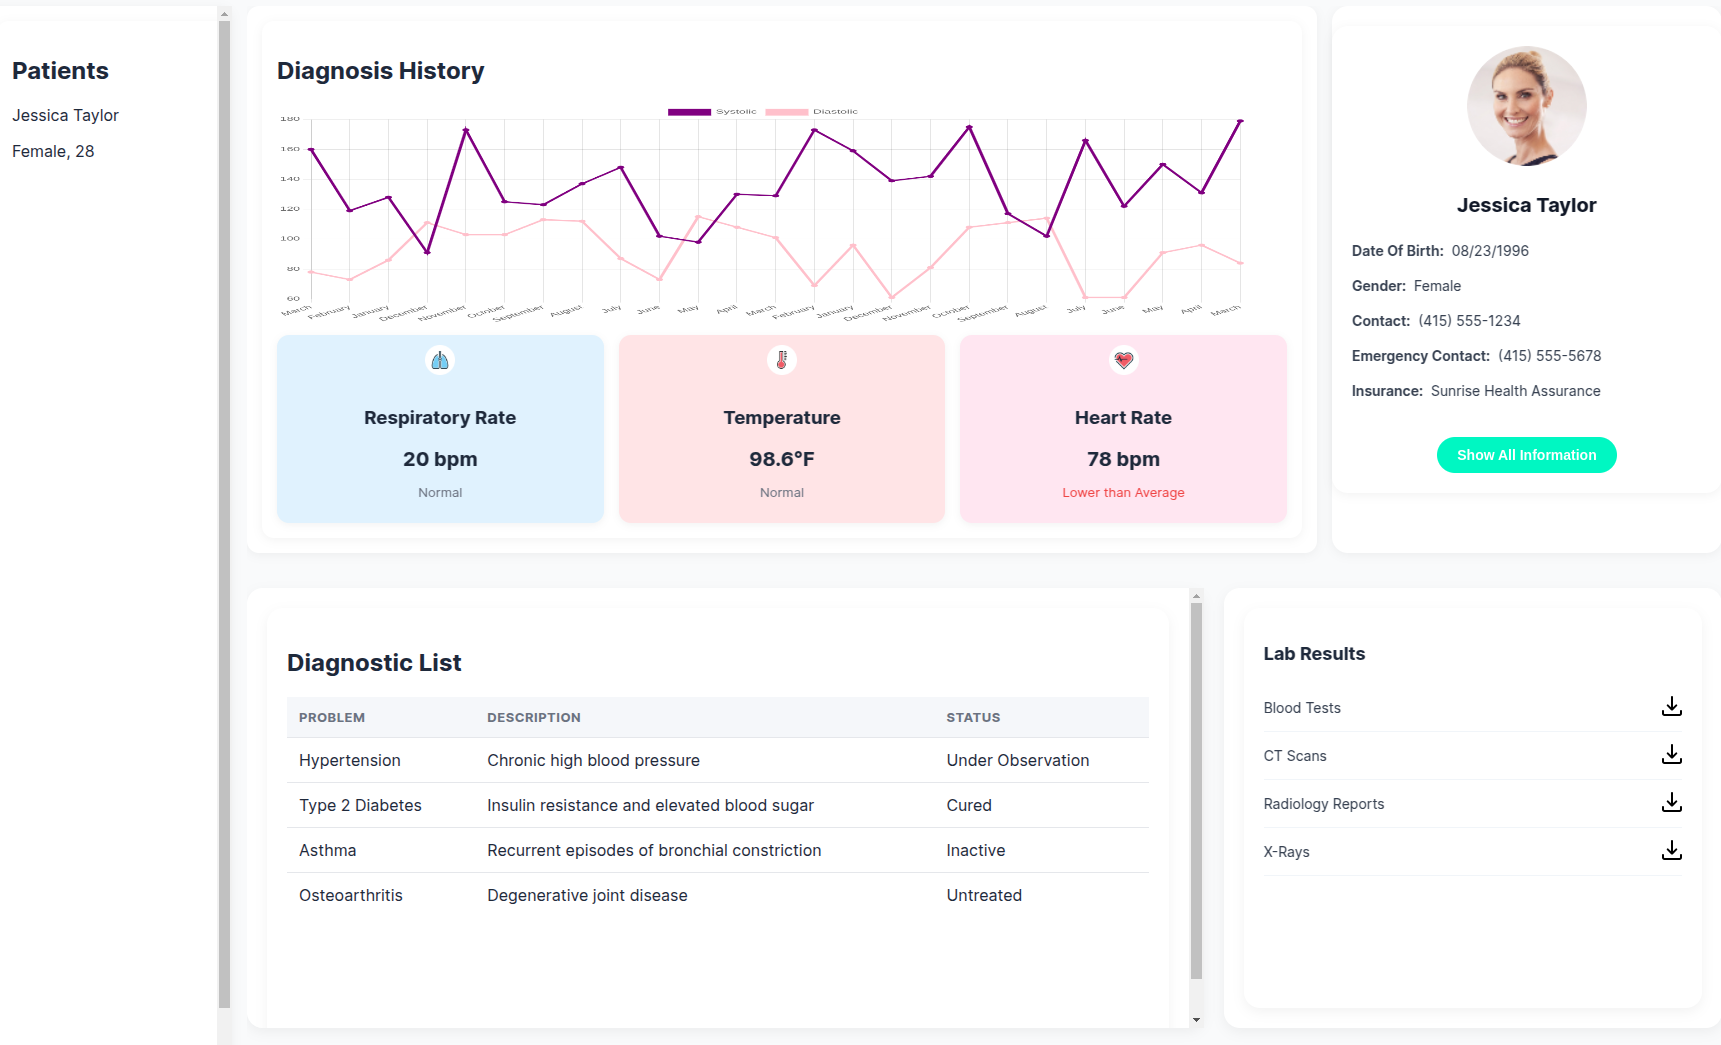 Patients
Jessica Taylor
Female, 28
Diagnosis History
Systolic Diastolic
180
160
140
120
100
80
60
March February January December November October September August July June May April March February January December November October September August July June May April March
Respiratory Rate
20 bpm
Normal
Temperature
98.6°F
Normal
Heart Rate
78 bpm
Lower than Average
Jessica Taylor
Date Of Birth: 08/23/1996
Gender: Female
Contact: (415) 555-1234
Emergency Contact: (415) 555-5678
Insurance: Sunrise Health Assurance
Show All Information
Diagnostic List
PROBLEM DESCRIPTION STATUS
Hypertension Chronic high blood pressure Under Observation
Type 2 Diabetes Insulin resistance and elevated blood sugar Cured
Asthma Recurrent episodes of bronchial constriction Inactive
Osteoarthritis Degenerative joint disease Untreated
Lab Results
Blood Tests
CT Scans
Radiology Reports
X-Rays